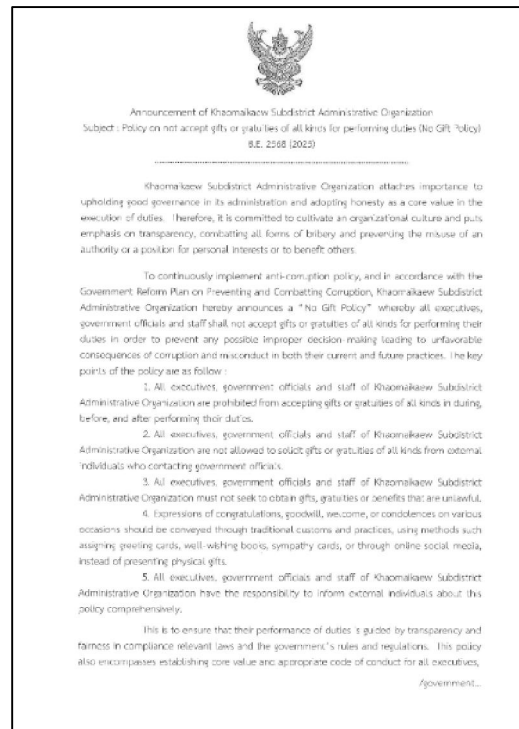 Announcement of Khaomaikaew Subdistrict Administrative Organization
Subject : Policy on not accept gifts or gratuities of all kinds for performing duties (No Gift Policy)
B.E. 2568 (2025)
Khaomaikaew Subdistrict Administrative Organization attaches importance to
upholding good governance in its administration and adopting honesty as a core value in the
execution of duties. Therefore, it is committed to cultivate an organizational culture and puts
emphasis on transparency, combatting all forms of bribery and preventing the misuse of an
authority or a position for personal interests or to benefit others.
To continuously implement anti-corruption policy, and in accordance with the
Government Reform Plan on Preventing and Combatting Corruption, Khaomaikaew Subdistrict
Administrative Organization hereby announces a "No Gift Policy" whereby all executives,
government officials and staff shall not accept gifts or gratuities of all kinds for performing their
duties in order to prevent any possible improper decision-making leading to unfavorable
consequences of corruption and misconduct in both their current and future practices. The key
points of the policy are as follow :
1. All executives, government officials and staff of Khaomaikaew Subdistrict
Administrative Organization are prohibited from accepting gifts or gratuities of all kinds in during,
before, and after performing their duties.
2. All executives, government officials and staff of Khaomaikaew Subdistrict
Administrative Organization are not allowed to solicit gifts or gratuities of all kinds from external
individuals who contacting government officials.
3. All executives, government officials and staff of Khaomaikaew Subdistrict
Administrative Organization must not seek to obtain gifts, gratuities or benefits that are unlawful.
4. Expressions of congratulations, goodwill, welcome, or condolences on various
occasions should be conveyed through traditional customs and practices, using methods such
assigning greeting cards, well-wishing books, sympathy cards, or through online social media,
instead of presenting physical gifts.
5. All executives, government officials and staff of Khaomaikaew Subdistrict
Administrative Organization have the responsibility to inform external individuals about this
policy comprehensively.
This is to ensure that their performance of duties is guided by transparency and
fairness in compliance relevant laws and the government's rules and regulations. This policy
also encompasses establishing core value and appropriate code of conduct for all executives,
/government...